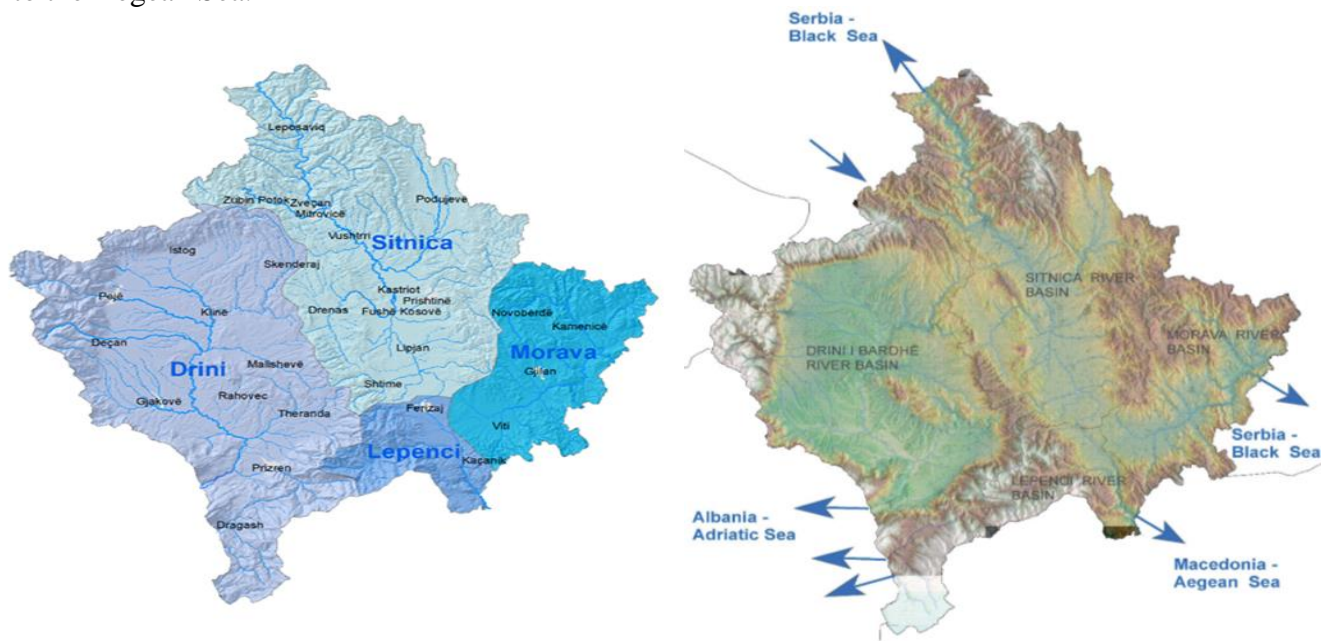 Serbia -
Black Sea
Leposaviq
Zubin Potok
Zveçan
Mitrovicë
Podujevë
Vushtrri
Sitnica
Istog
Skenderaj
Kastriot
Prishtinë
Drenas
Fushë Kosovë
Pejë
Klinë
Novobërdë
Kamenicë
Deçan
Drini
Lipjan
Morava
Malishevë
Gjilan
Shtime
Rahovec
Gjakovë
Theranda
Ferizaj
Viti
Lepenci
Kaçanik
Prizren
Dragash
SITNICA RIVER
BASIN
MORAVA RIVER
BASIN
DRINI I BARDHË
RIVER BASIN
Serbia -
Black Sea
LEPENCI RIVER
BASIN
Albania -
Adriatic Sea
Macedonia -
Aegean Sea